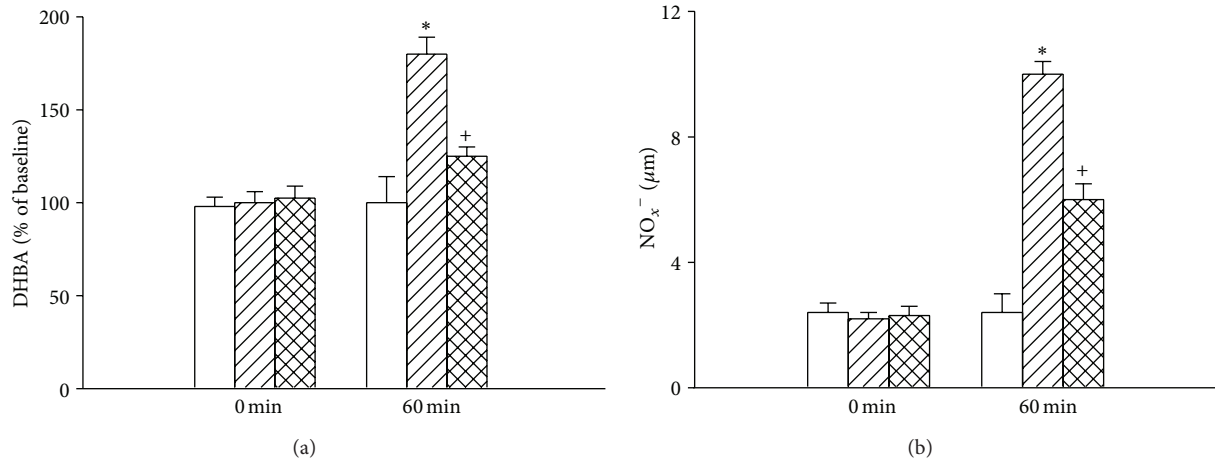 200
150
100
50
0
DHBA (% of baseline)
*
+
0 min
60 min
(a)
12
8
4
0
NOₓ⁻ (μm)
*
+
0 min
60 min
(b)